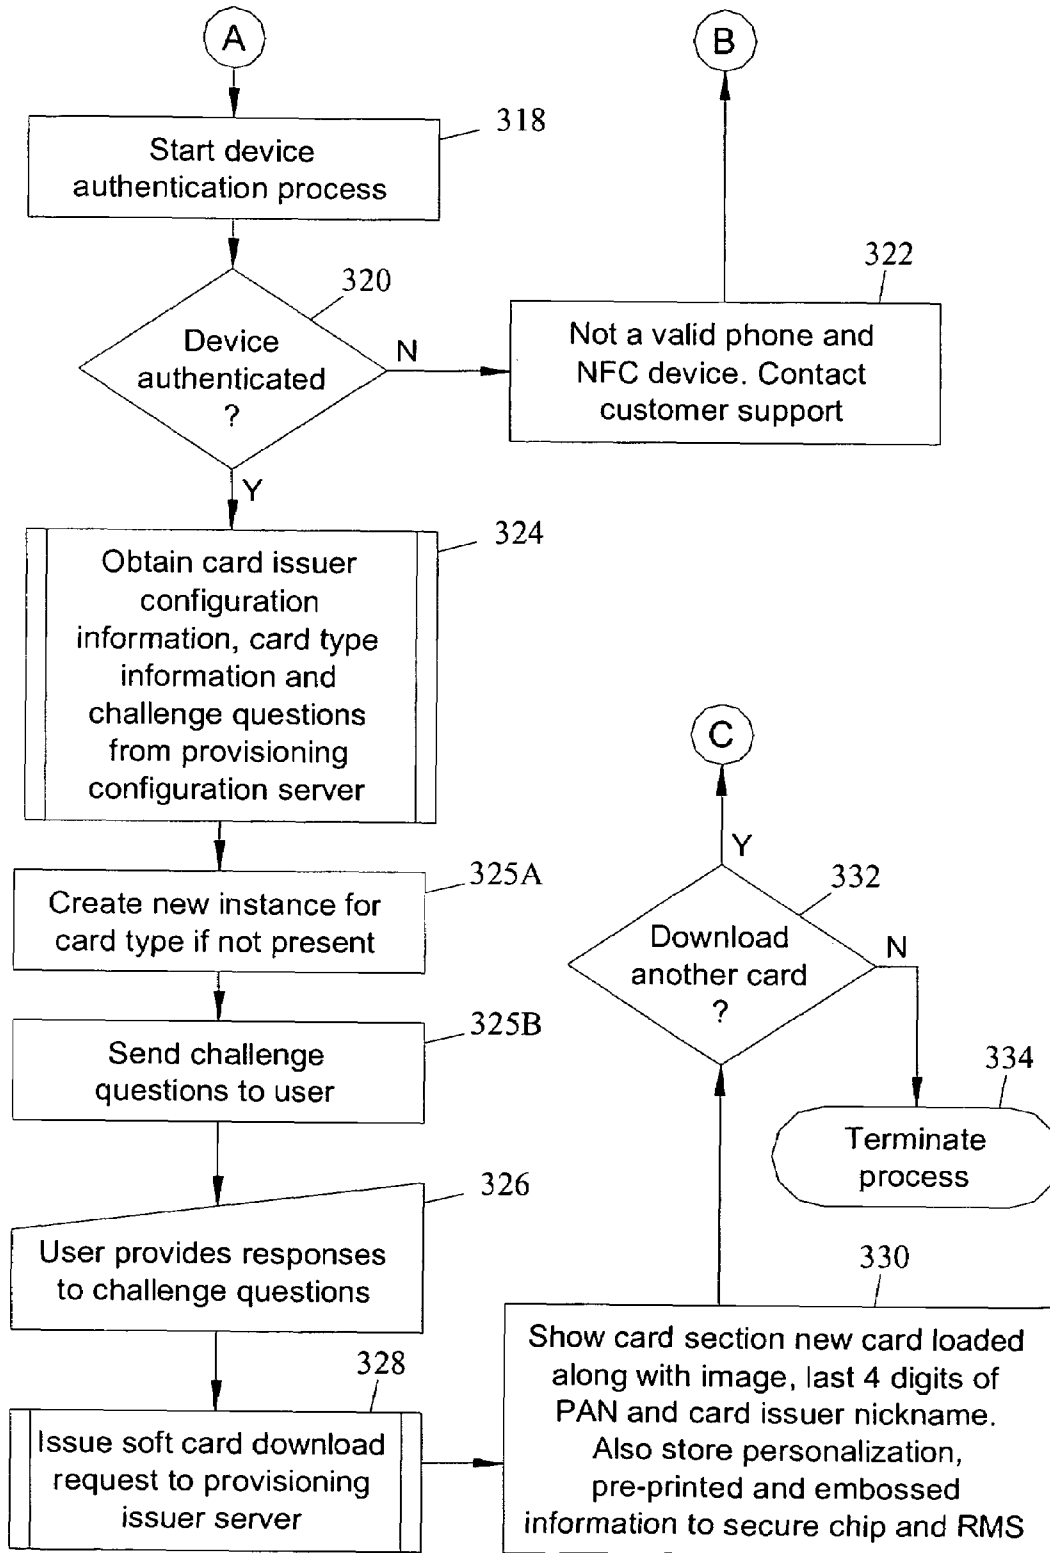 A
318
Start device
authentication process
320
Device
authenticated
?
N
Y
B
322
Not a valid phone and
NFC device. Contact
customer support
324
Obtain card issuer
configuration
information, card type
information and
challenge questions
from provisioning
configuration server
325A
Create new instance for
card type if not present
325B
Send challenge
questions to user
326
User provides responses
to challenge questions
328
Issue soft card download
request to provisioning
issuer server
330
Show card section new card loaded
along with image, last 4 digits of
PAN and card issuer nickname.
Also store personalization,
pre-printed and embossed
information to secure chip and RMS
C
Y
332
Download
another card
?
N
334
Terminate
process